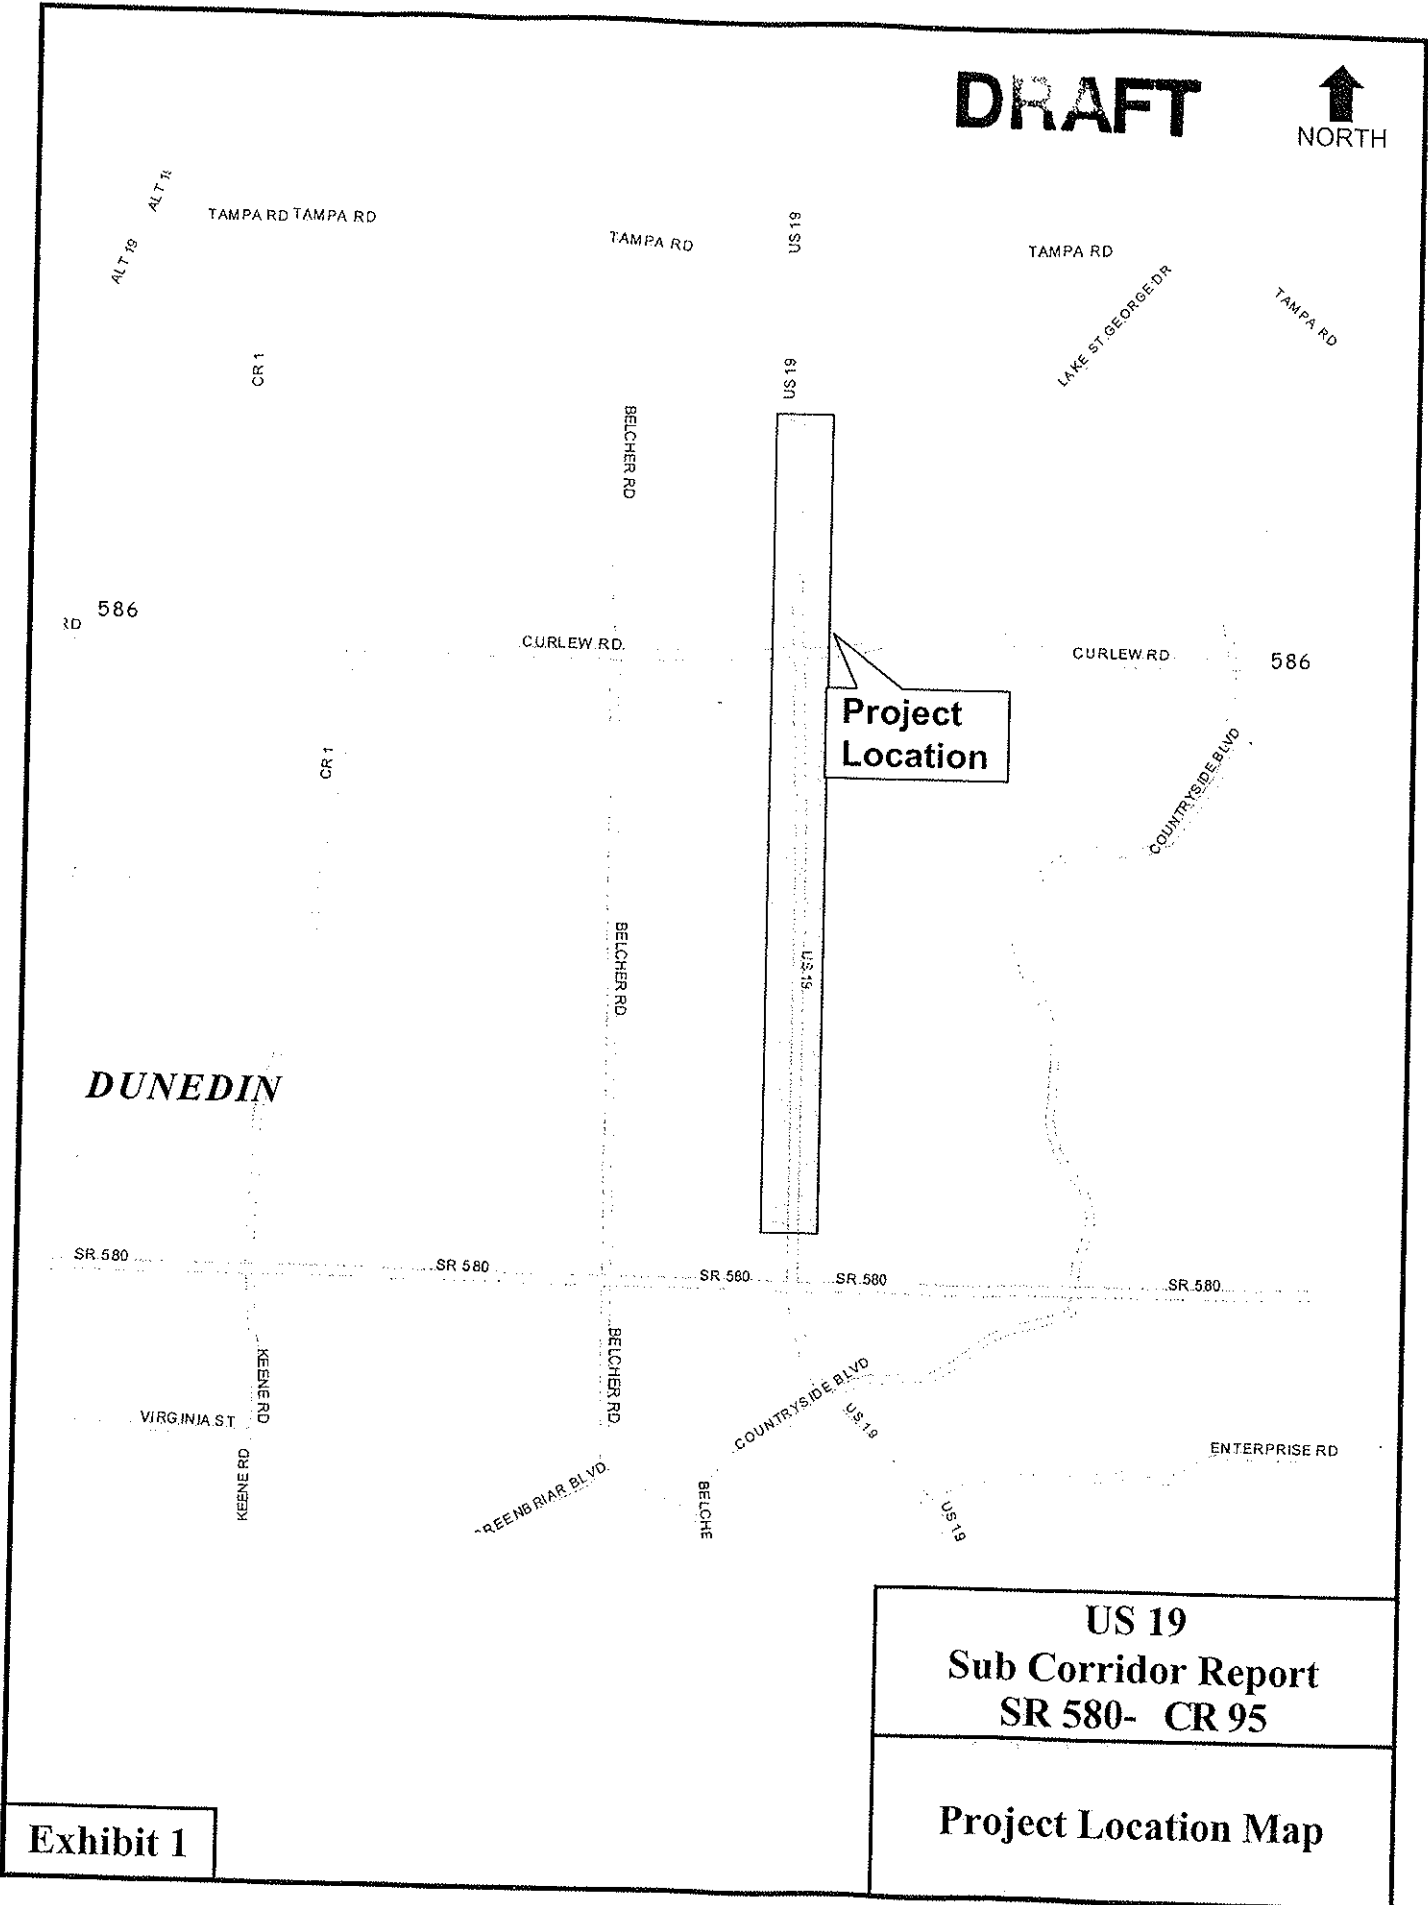 DRAFT
NORTH
ALT 19
TAMPA RD TAMPA RD
TAMPA RD
US 19
TAMPA RD
ALT 19
LAKE ST. GEORGE DR
TAMPA RD
CR 1
US 19
BELCHER RD
586
RD
CURLEW RD
CURLEW RD
586
Project
Location
CR 1
COUNTRYSIDE BLVD
BELCHER RD
US 19
DUNEDIN
SR 580
SR 580
SR 580
SR 580
SR 580
KEENE RD
BELCHER RD
COUNTRYSIDE BLVD
VIRGINIA ST
US 19
KEENE RD
REENBRIAR BLVD
BELCHE
ENTERPRISE RD
US 19
US 19
Sub Corridor Report
SR 580- CR 95
Project Location Map
Exhibit 1